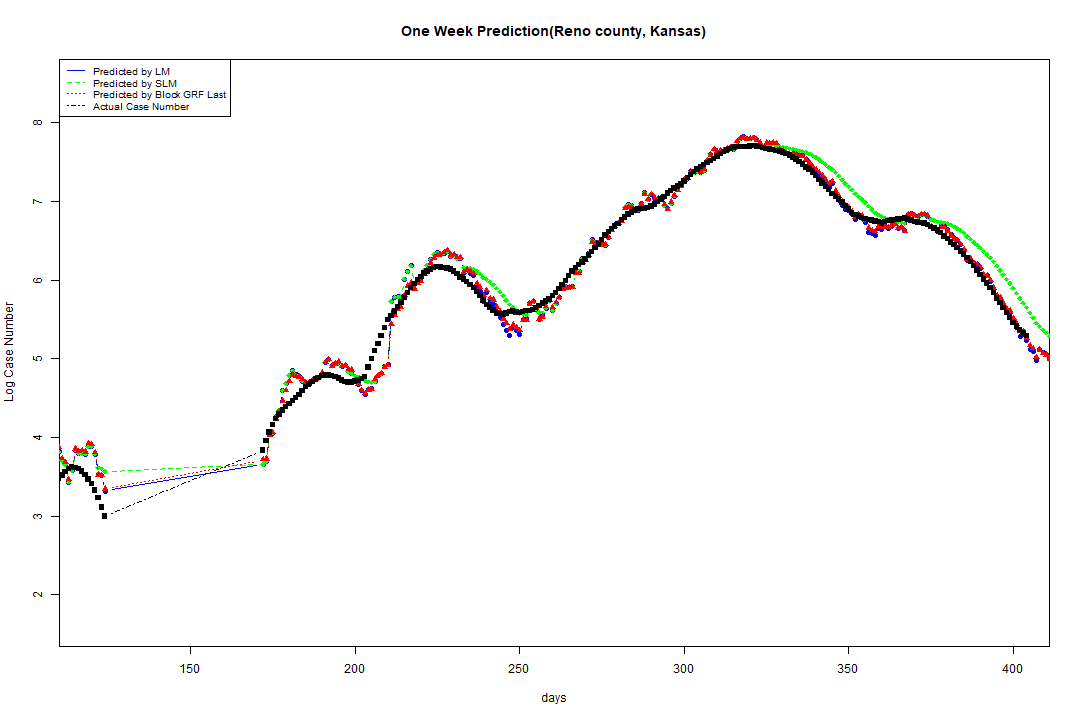 One Week Prediction(Reno county, Kansas)
Predicted by LM
Predicted by SLM
Predicted by Block GRF Last
Actual Case Number
8
7
6
5
4
3
2
Log Case Number
150 200 250 300 350 400
days